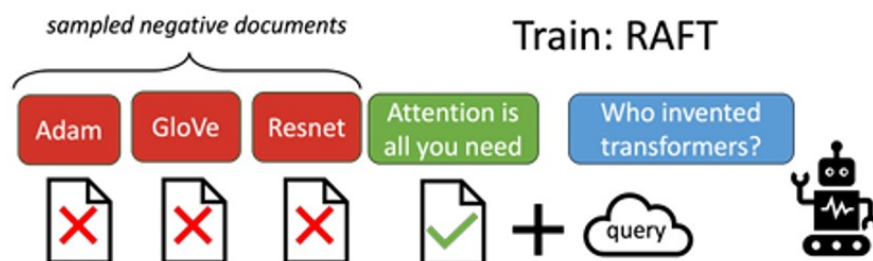 sampled negative documents
Train: RAFT
Adam
GloVe
Resnet
Attention is
all you need
Who invented
transformers?
query